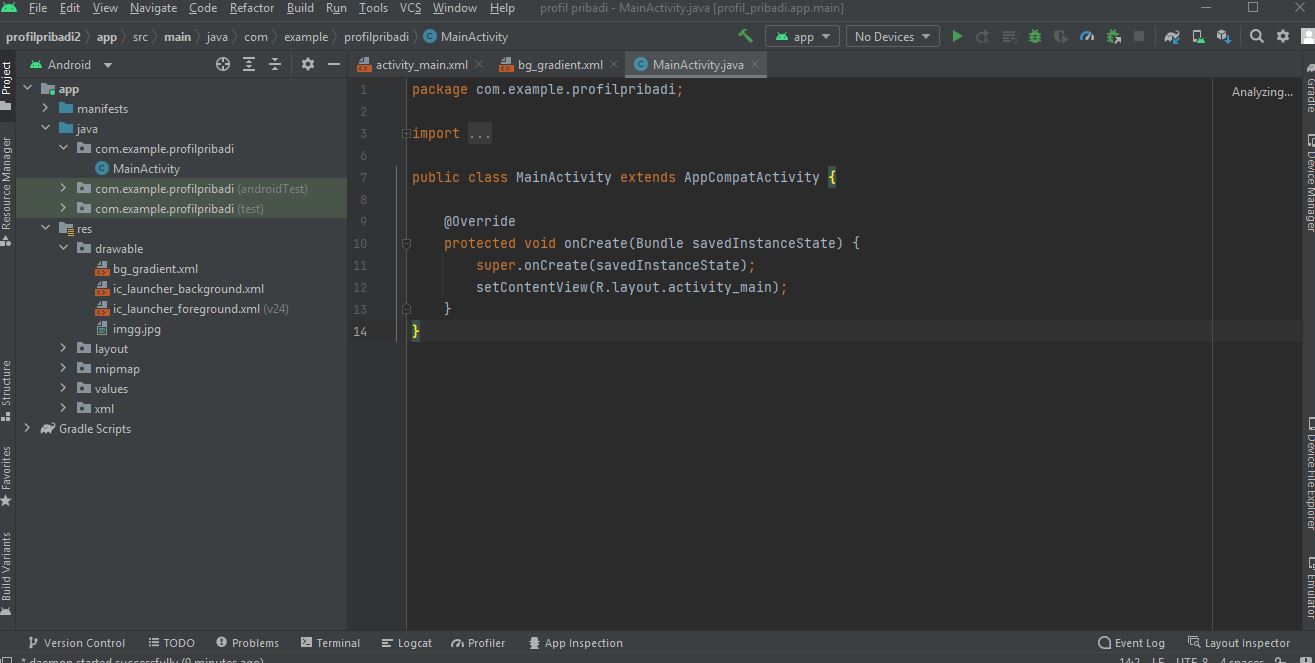 File Edit View Navigate Code Refactor Build Run Tools VCS Window Help profil pribadi - MainActivity.java [profil_pribadi.app.main]
profilpribadi2 app src main java com example profilpribadi MainActivity app No Devices
Android activity_main.xml bg_gradient.xml MainActivity.java
Project
Resource Manager
Structure
Favorites
Build Variants
app
manifests
java
com.example.profilpribadi
MainActivity
com.example.profilpribadi (androidTest)
com.example.profilpribadi (test)
res
drawable
bg_gradient.xml
ic_launcher_background.xml
ic_launcher_foreground.xml (v24)
imgg.jpg
layout
mipmap
values
xml
Gradle Scripts
1 package com.example.profilpribadi;
2
3 import ...
6
7 public class MainActivity extends AppCompatActivity {
8
9 @Override
10 protected void onCreate(Bundle savedInstanceState) {
11 super.onCreate(savedInstanceState);
12 setContentView(R.layout.activity_main);
13 }
14 }
Analyzing...
Gradle
Device Manager
Device File Explorer
Emulator
Version Control TODO Problems Terminal Logcat Profiler App Inspection Event Log Layout Inspector
* daemon started successfully (9 minutes ago) 14:2 LF UTF-8 4 spaces